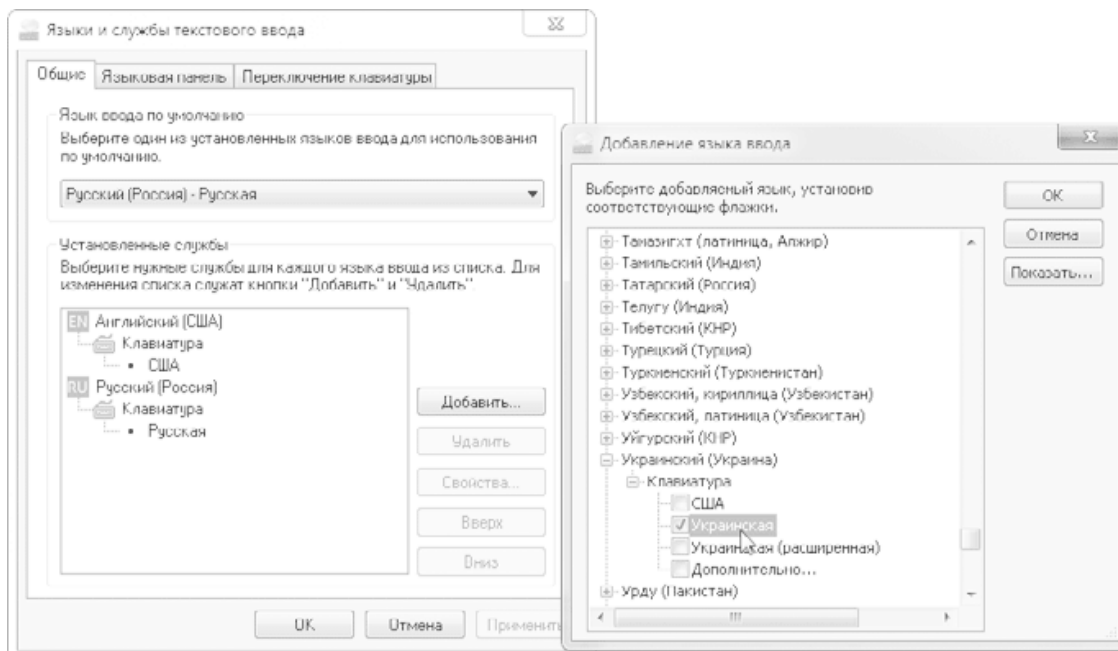 Языки и службы текстового ввода
Общие
Языковая панель
Переключение клавиатуры
Язык ввода по умолчанию
Выберите один из установленных языков ввода для использования
по умолчанию.
Русский (Россия) - Русская
Установленные службы
Выберите нужные службы для каждого языка ввода из списка. Для
изменения списка служат кнопки "Добавить" и "Удалить"
EN Английский (США)
Клавиатура
• США
RU Русский (Россия)
Клавиатура
• Русская
Добавить...
Удалить
Свойства...
Вверх
Вниз
OK
Отмена
Применить
Добавление языка ввода
Выберите добавляемый язык, установив
соответствующие флажки.
Тамазигхт (латиница, Алжир)
Тамильский (Индия)
Татарский (Россия)
Телугу (Индия)
Тибетский (КНР)
Турецкий (Турция)
Туркменский (Туркменистан)
Узбекский, кириллица (Узбекистан)
Узбекский, латиница (Узбекистан)
Уйгурский (КНР)
Украинский (Украина)
Клавиатура
США
Украинская
Украинская (расширенная)
Дополнительно...
Урду (Пакистан)
OK
Отмена
Показать...